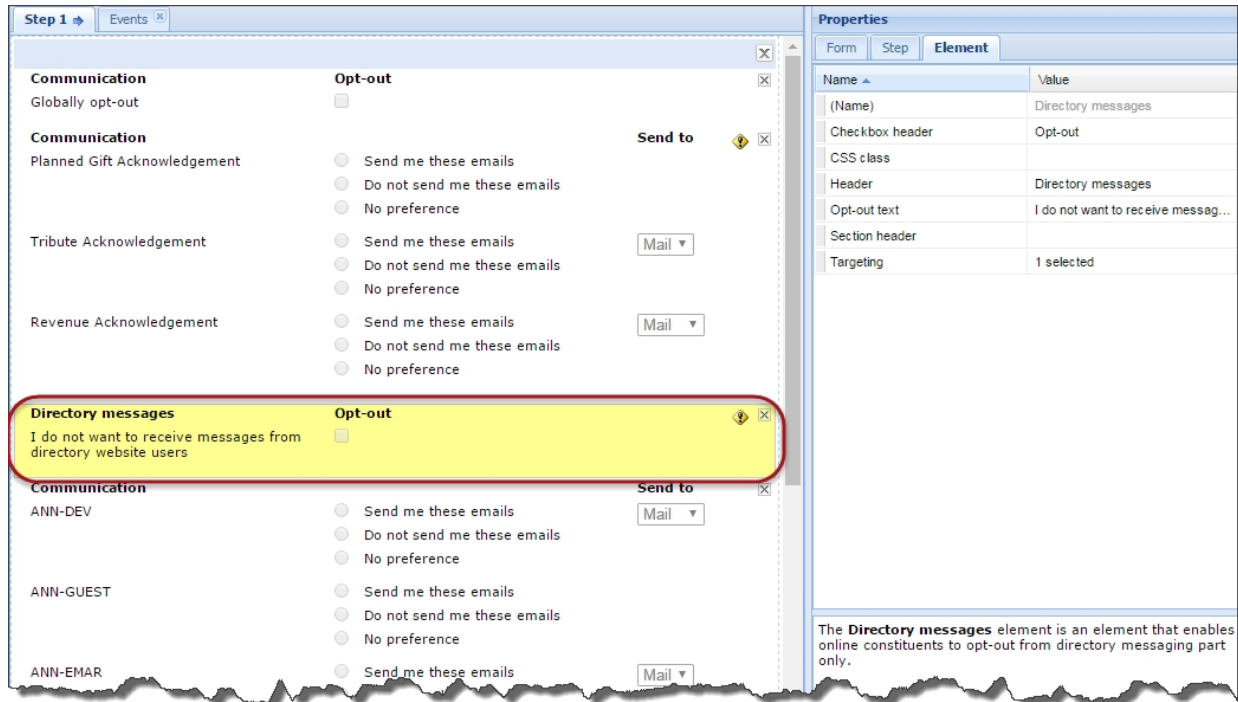 Step 1
Events
Communication Opt-out
Globally opt-out
Communication Send to
Planned Gift Acknowledgement Send me these emails
Do not send me these emails
No preference
Tribute Acknowledgement Send me these emails Mail
Do not send me these emails
No preference
Revenue Acknowledgement Send me these emails Mail
Do not send me these emails
No preference
Directory messages Opt-out
I do not want to receive messages from
directory website users
Communication Send to
ANN-DEV Send me these emails Mail
Do not send me these emails
No preference
ANN-GUEST Send me these emails
Do not send me these emails
No preference
ANN-EMAR Send me these emails Mail
Properties
Form Step Element
Name Value
(Name) Directory messages
Checkbox header Opt-out
CSS class
Header Directory messages
Opt-out text I do not want to receive messag...
Section header
Targeting 1 selected
The Directory messages element is an element that enables
online constituents to opt-out from directory messaging part
only.